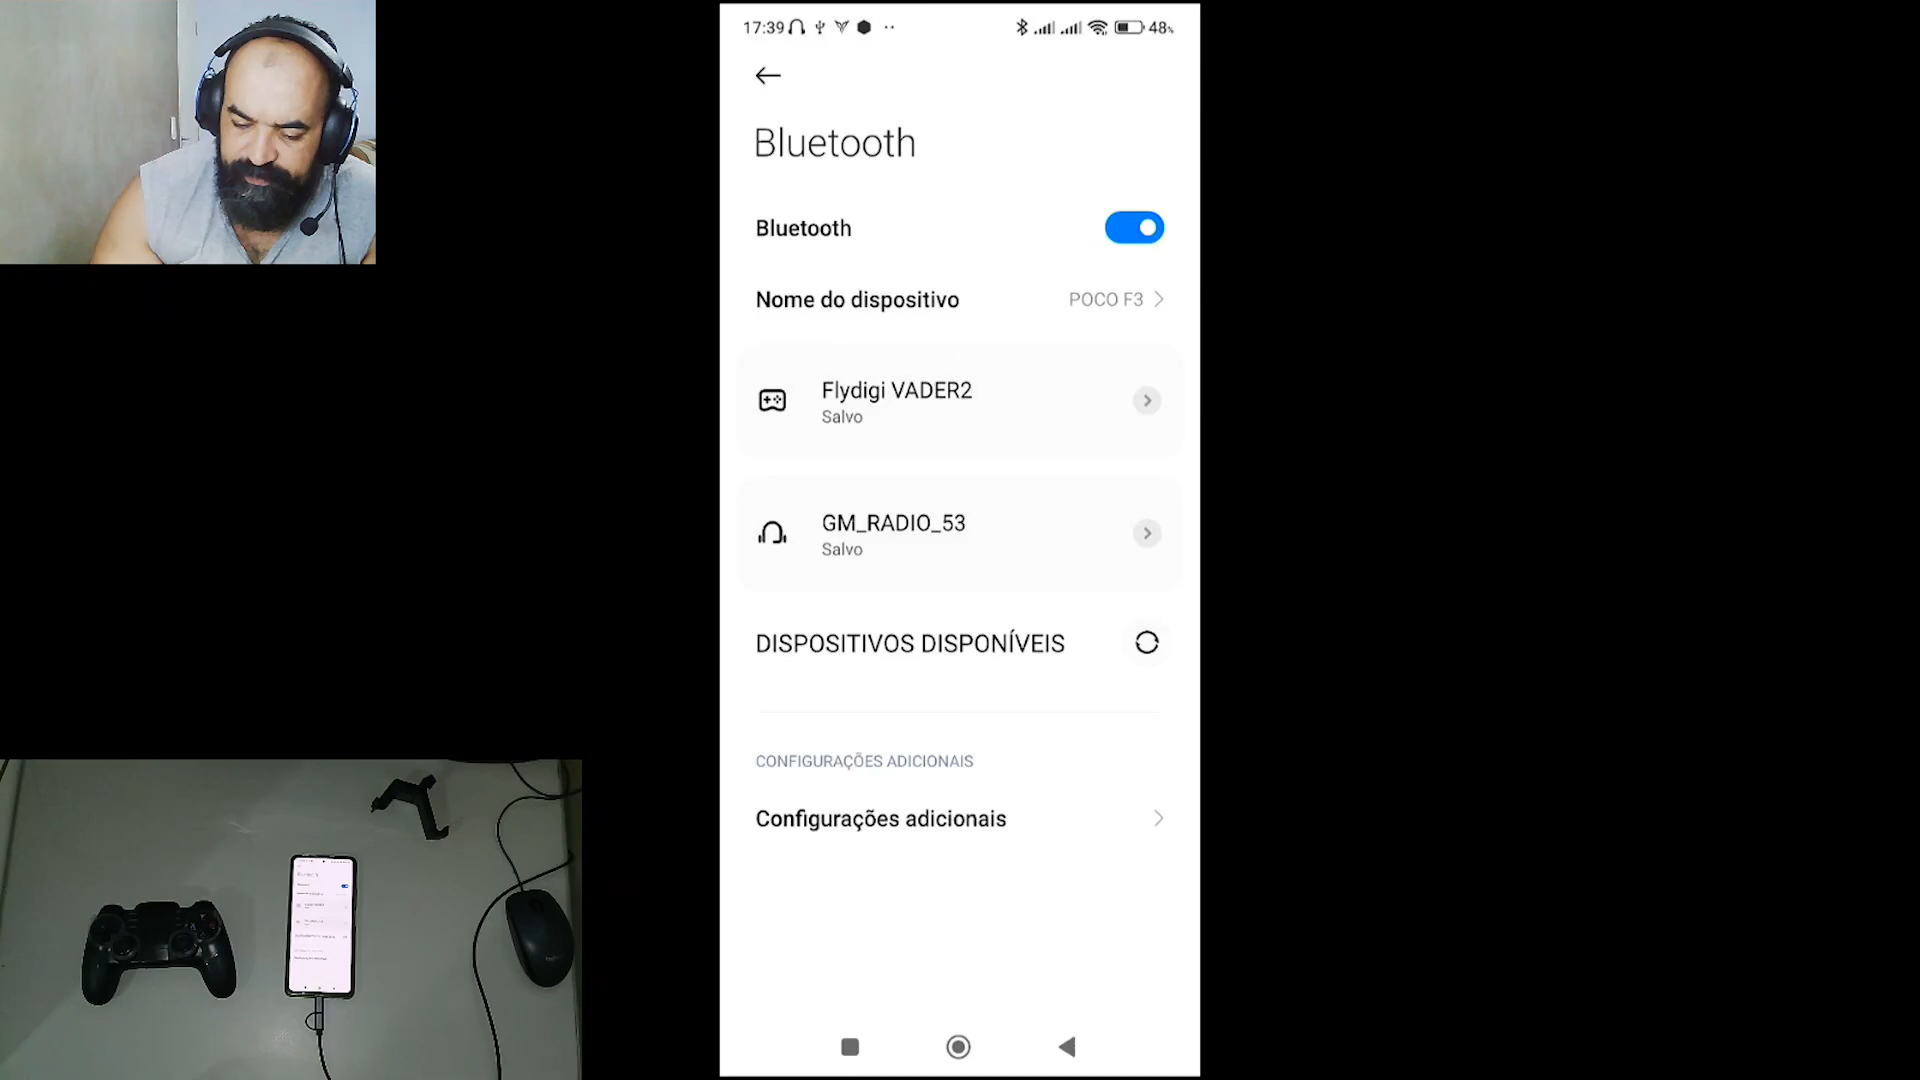 17:39
48%
Bluetooth
Bluetooth
Nome do dispositivo
POCO F3
Flydigi VADER2
Salvo
GM_RADIO_53
Salvo
DISPOSITIVOS DISPONÍVEIS
CONFIGURAÇÕES ADICIONAIS
Configurações adicionais